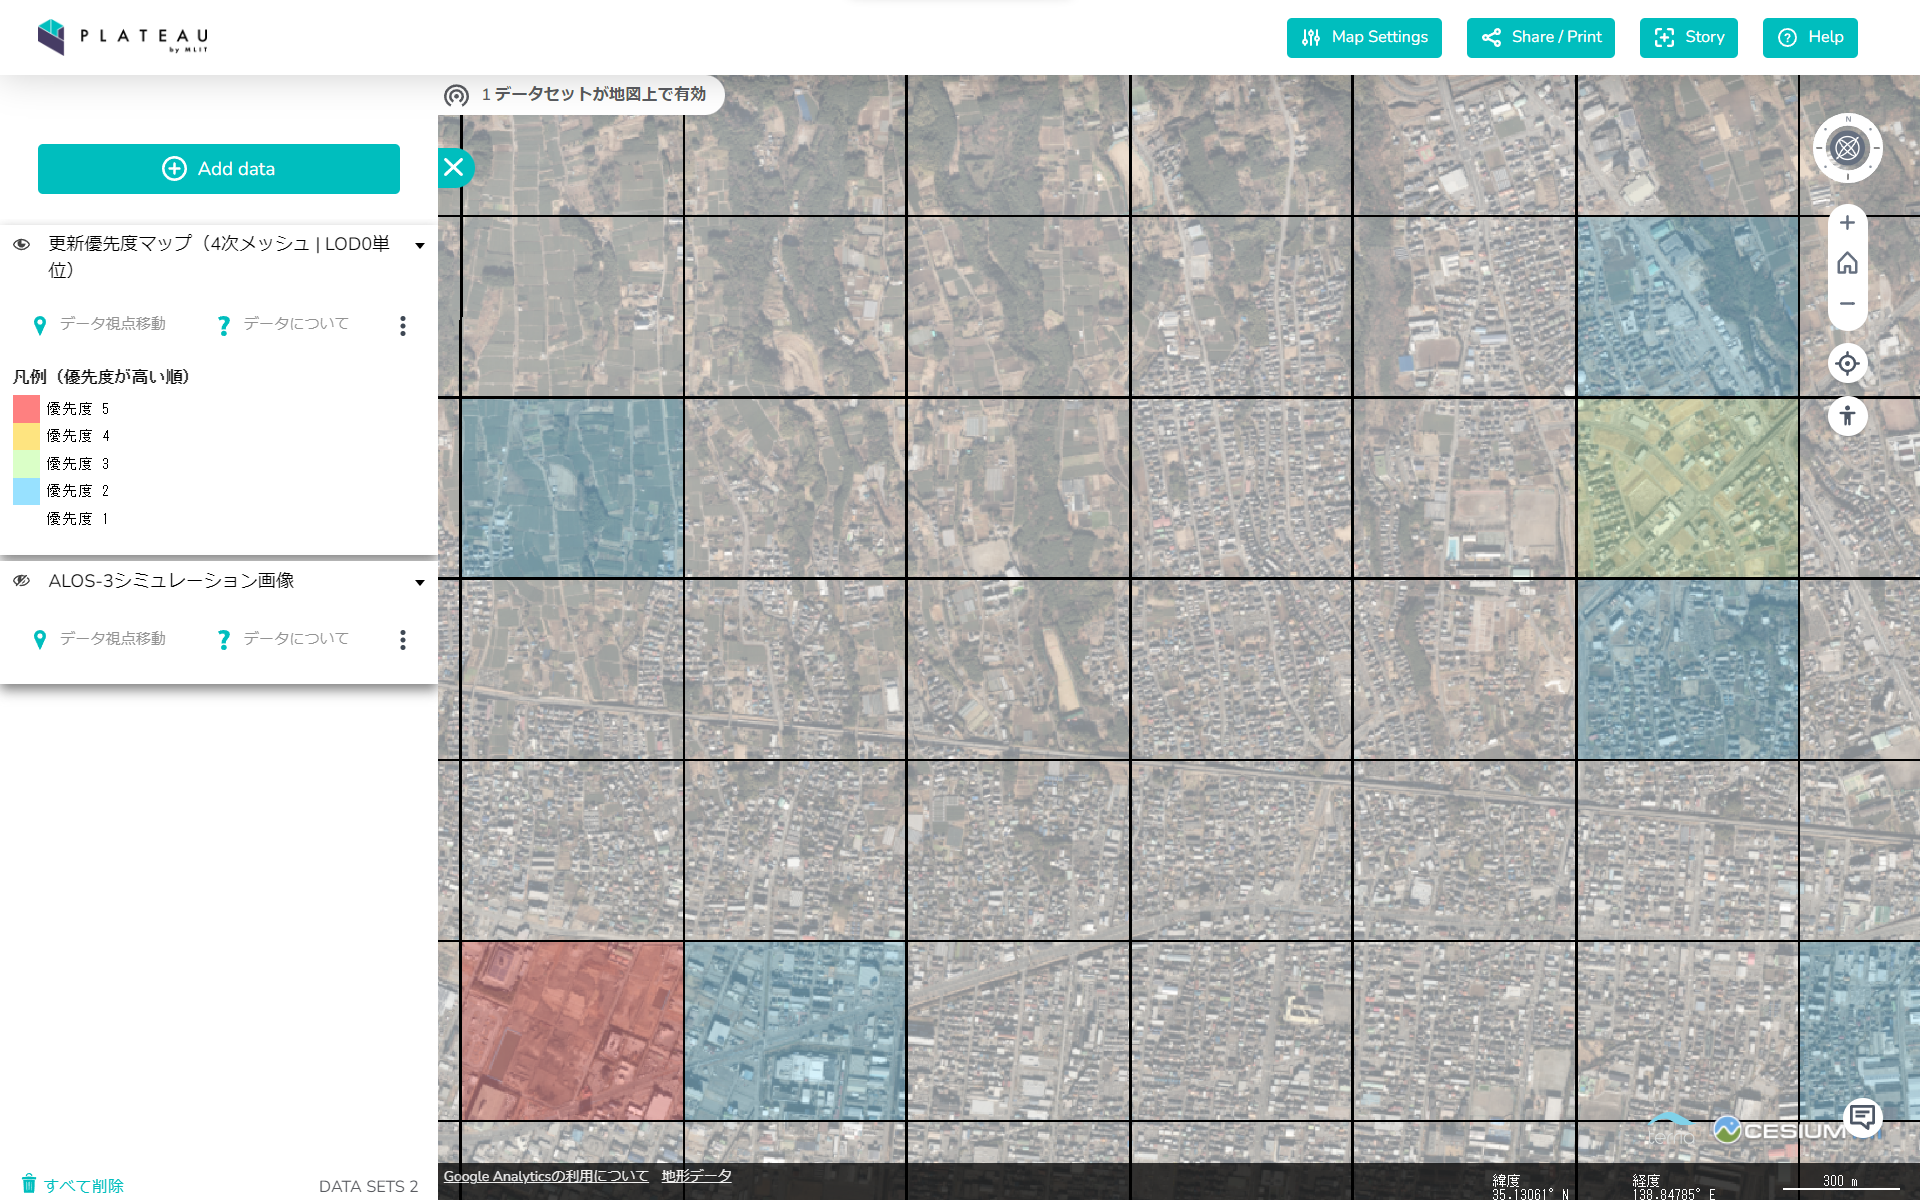 PLATEAU
by MLIT
Map Settings
Share / Print
Story
Help
1 データセットが地図上で有効
Add data
更新優先度マップ（4次メッシュ | LOD0単
位）
データ視点移動
データについて
凡例（優先度が高い順）
優先度 5
優先度 4
優先度 3
優先度 2
優先度 1
ALOS-3シミュレーション画像
データ視点移動
データについて
すべて削除
DATA SETS 2
N
terria
CESIUM
Google Analyticsの利用について
地形データ
緯度
35.13061° N
経度
138.84785° E
300 m